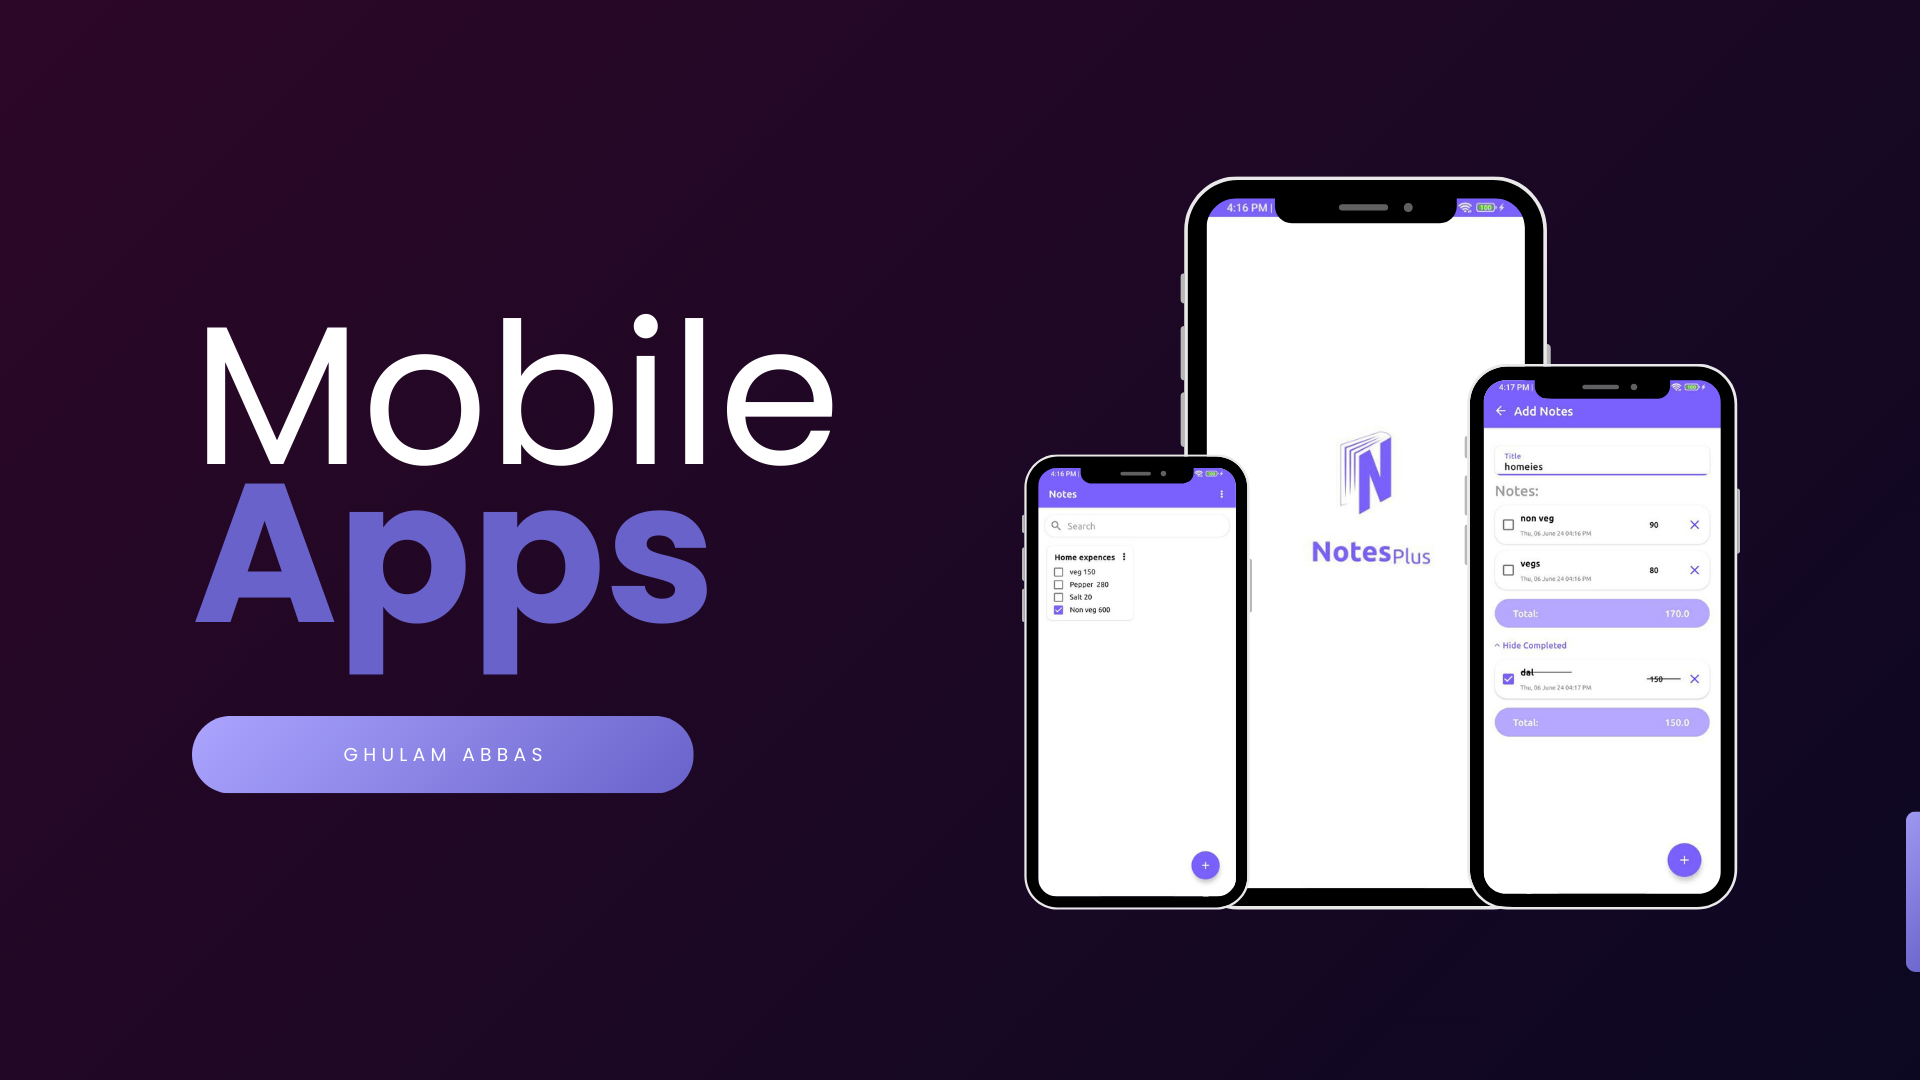 Mobile
Apps
GHULAM ABBAS
4:16 PM |
100
NotesPlus
4:16 PM |
100
Notes
Search
Home expences
veg 150
Pepper 280
Salt 20
Non veg 600
+
4:17 PM |
100
Add Notes
Title
homeies
Notes:
non veg 90
Thu, 06 June 24 04:16 PM
vegs 80
Thu, 06 June 24 04:16 PM
Total: 170.0
Hide Completed
dal 150
Thu, 06 June 24 04:17 PM
Total: 150.0
+